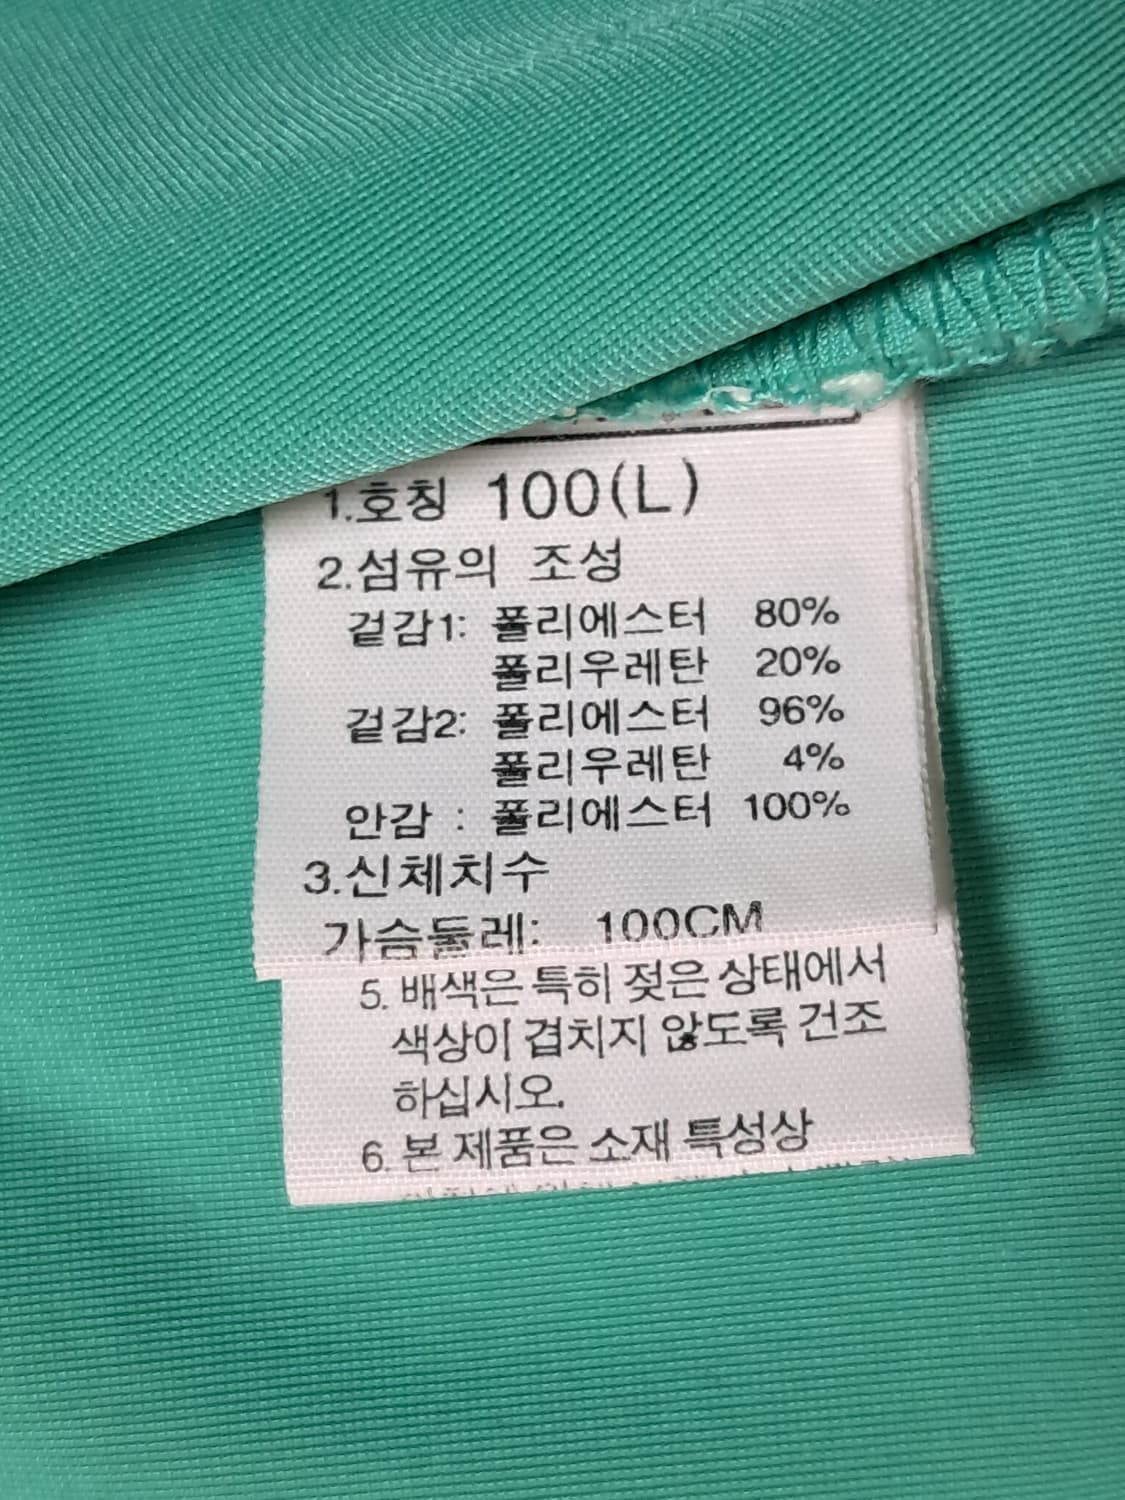 1.호칭 100(L)
2.섬유의 조성
겉감1: 폴리에스터 80%
폴리우레탄 20%
겉감2: 폴리에스터 96%
폴리우레탄 4%
안감 : 폴리에스터 100%
3.신체치수
가슴둘레: 100CM
5. 배색은 특히 젖은 상태에서
색상이 겹치지 않도록 건조
하십시오.
6. 본 제품은 소재 특성상